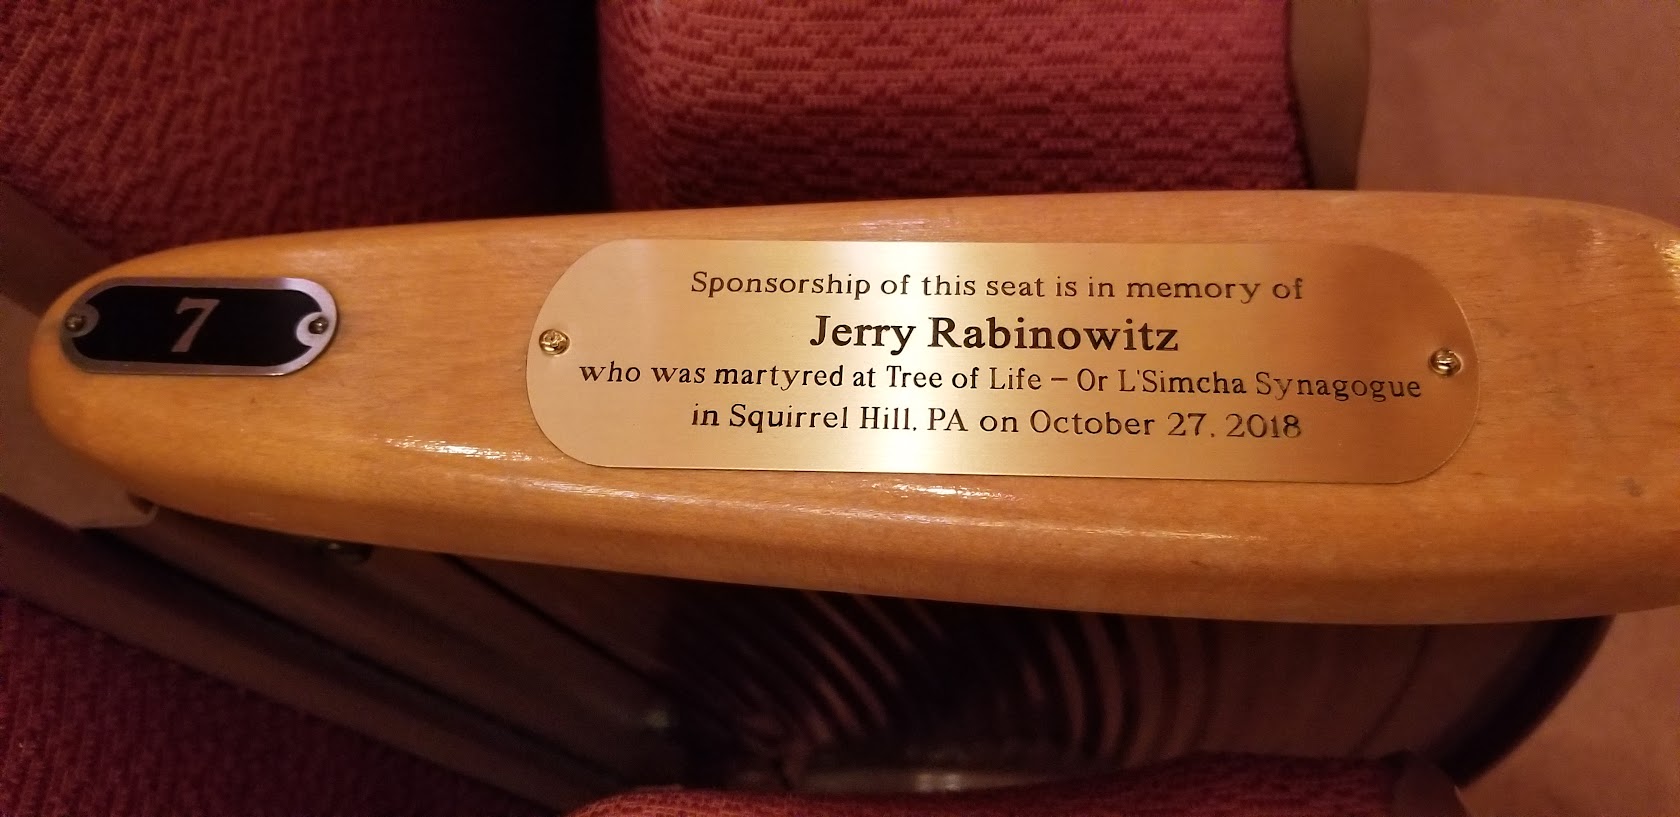 7
Sponsorship of this seat is in memory of
Jerry Rabinowitz
who was martyred at Tree of Life – Or L'Simcha Synagogue
in Squirrel Hill, PA on October 27, 2018